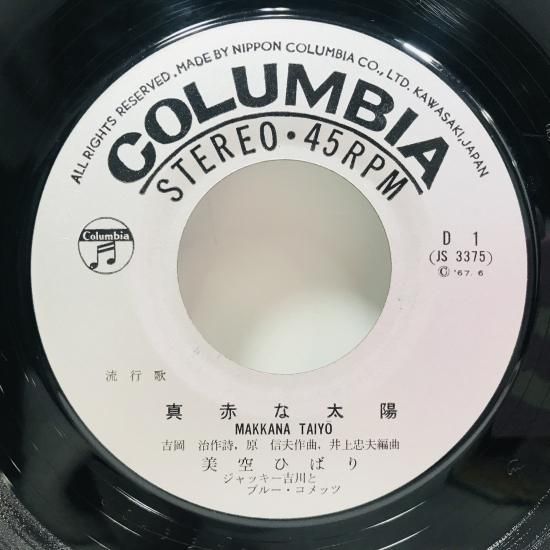 ALL RIGHTS RESERVED. MADE BY NIPPON COLUMBIA CO., LTD. KAWASAKI, JAPAN
COLUMBIA
STEREO・45RPM
Columbia
D 1
(JS 3375)
Ⓒ '67. 6
流行歌
真赤な太陽
MAKKANA TAIYŌ
吉岡 治作詩, 原 信夫作曲, 井上忠夫編曲
美空ひばり
ジャッキー吉川と
ブルー・コメッツ